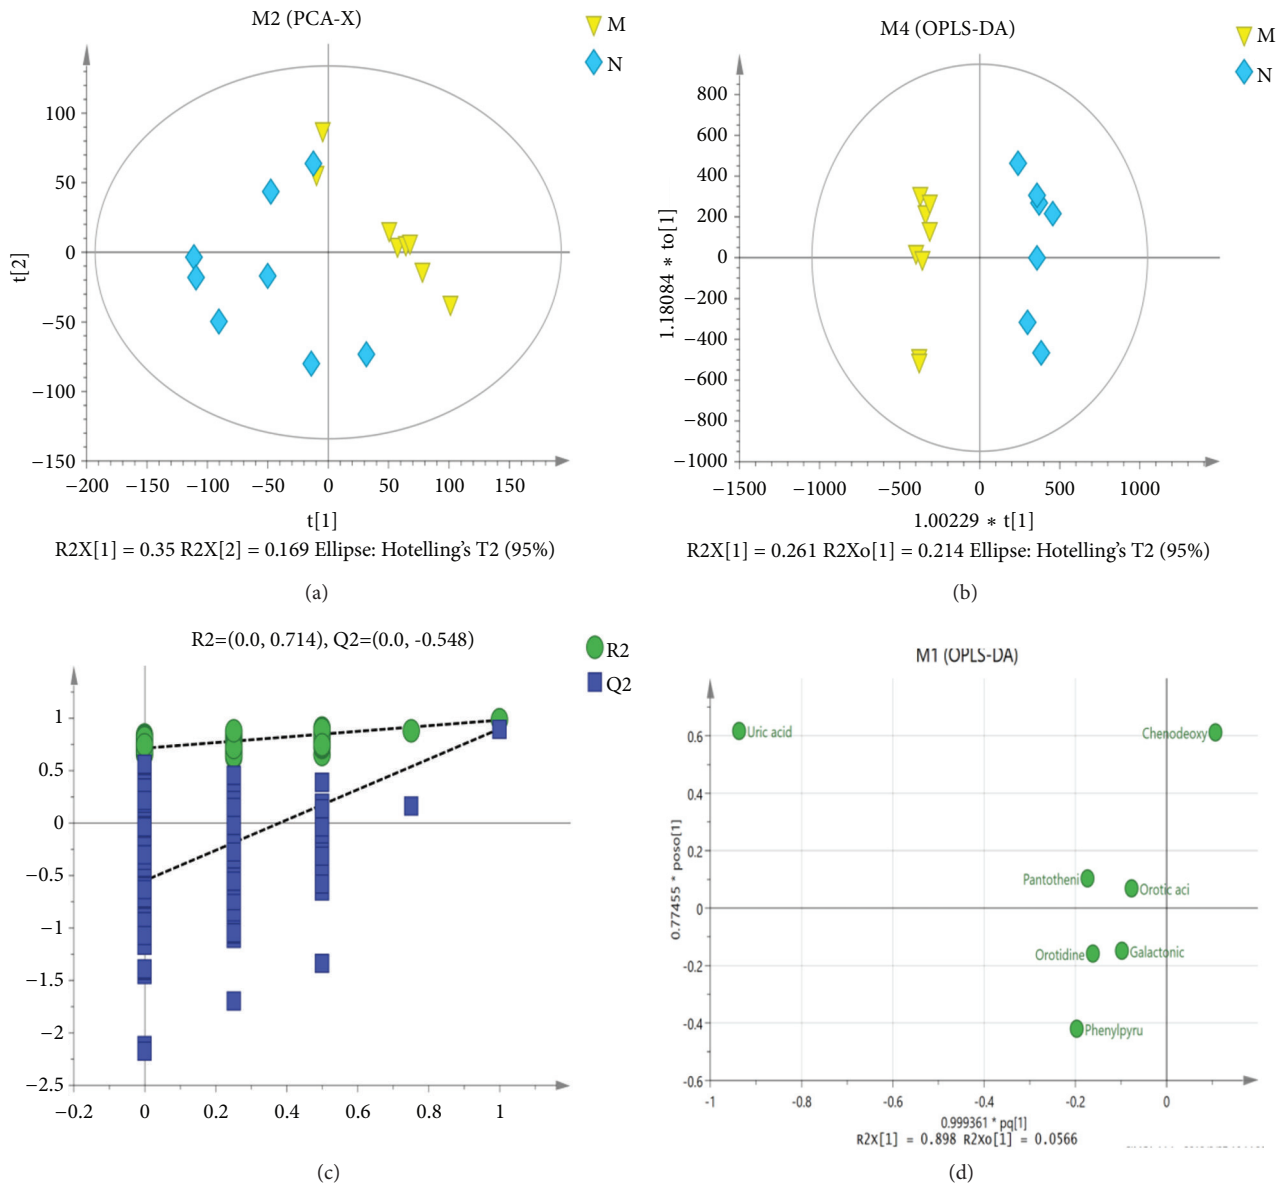 M2 (PCA-X)
M
N
100
50
0
−50
−100
−150
t[2]
−200 −150 −100 −50 0 50 100 150
t[1]
R2X[1] = 0.35 R2X[2] = 0.169 Ellipse: Hotelling's T2 (95%)
(a)
M4 (OPLS-DA)
M
N
800
600
400
200
0
−200
−400
−600
−800
−1000
1.18084 * to[1]
−1500 −1000 −500 0 500 1000
1.00229 * t[1]
R2X[1] = 0.261 R2Xo[1] = 0.214 Ellipse: Hotelling's T2 (95%)
(b)
R2=(0.0, 0.714), Q2=(0.0, -0.548)
R2
Q2
1
0.5
0
−0.5
−1
−1.5
−2
−2.5
−0.2 0 0.2 0.4 0.6 0.8 1
(c)
M1 (OPLS-DA)
0.6
0.4
0.2
0
-0.2
-0.4
-0.6
0.77455 * poso[1]
Uric acid
Chenodeoxy
Pantotheni
Orotic aci
Orotidine
Galactonic
Phenylpyru
-1 -0.8 -0.6 -0.4 -0.2 0
0.999361 * pq[1]
R2X[1] = 0.898 R2Xo[1] = 0.0566
(d)